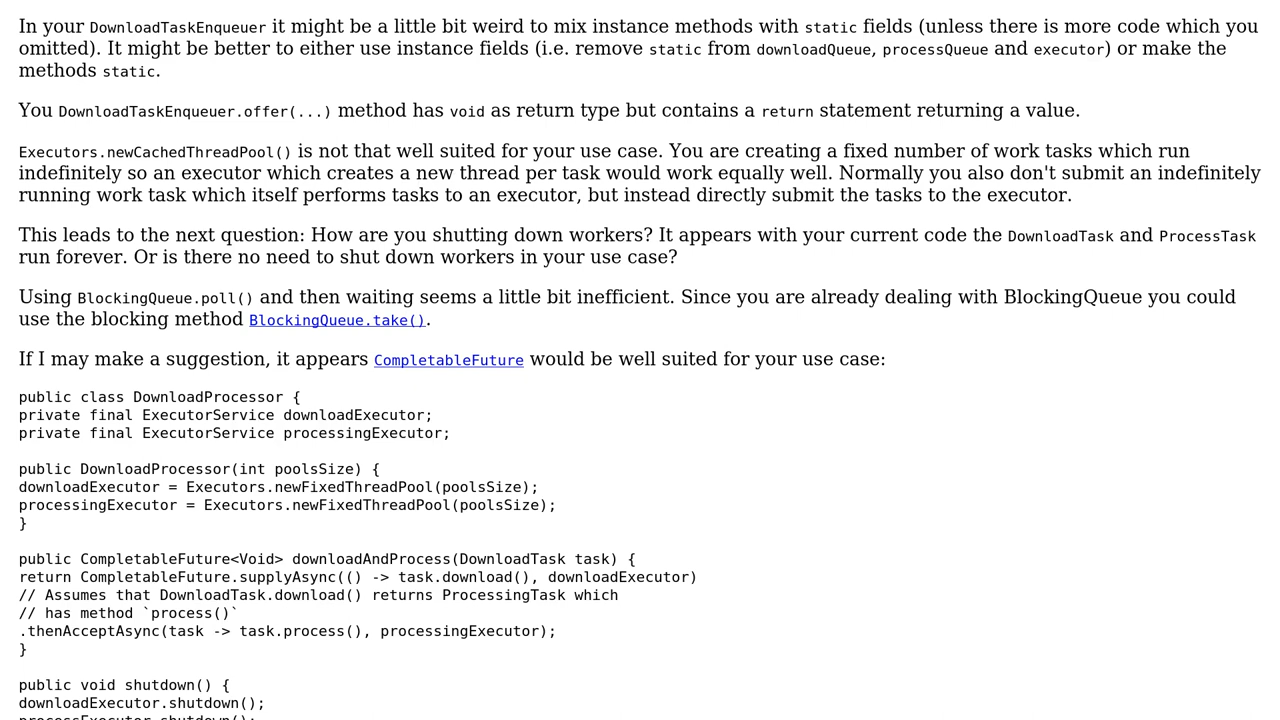 In your DownloadTaskEnqueuer it might be a little bit weird to mix instance methods with static fields (unless there is more code which you
omitted). It might be better to either use instance fields (i.e. remove static from downloadQueue, processQueue and executor) or make the
methods static.
You DownloadTaskEnqueuer.offer(...) method has void as return type but contains a return statement returning a value.
Executors.newCachedThreadPool() is not that well suited for your use case. You are creating a fixed number of work tasks which run
indefinitely so an executor which creates a new thread per task would work equally well. Normally you also don't submit an indefinitely
running work task which itself performs tasks to an executor, but instead directly submit the tasks to the executor.
This leads to the next question: How are you shutting down workers? It appears with your current code the DownloadTask and ProcessTask
run forever. Or is there no need to shut down workers in your use case?
Using BlockingQueue.poll() and then waiting seems a little bit inefficient. Since you are already dealing with BlockingQueue you could
use the blocking method BlockingQueue.take().
If I may make a suggestion, it appears CompletableFuture would be well suited for your use case:
public class DownloadProcessor {
private final ExecutorService downloadExecutor;
private final ExecutorService processingExecutor;
public DownloadProcessor(int poolsSize) {
downloadExecutor = Executors.newFixedThreadPool(poolsSize);
processingExecutor = Executors.newFixedThreadPool(poolsSize);
}
public CompletableFuture<Void> downloadAndProcess(DownloadTask task) {
return CompletableFuture.supplyAsync(() -> task.download(), downloadExecutor)
// Assumes that DownloadTask.download() returns ProcessingTask which
// has method `process()`
.thenAcceptAsync(task -> task.process(), processingExecutor);
}
public void shutdown() {
downloadExecutor.shutdown();
processExecutor.shutdown();